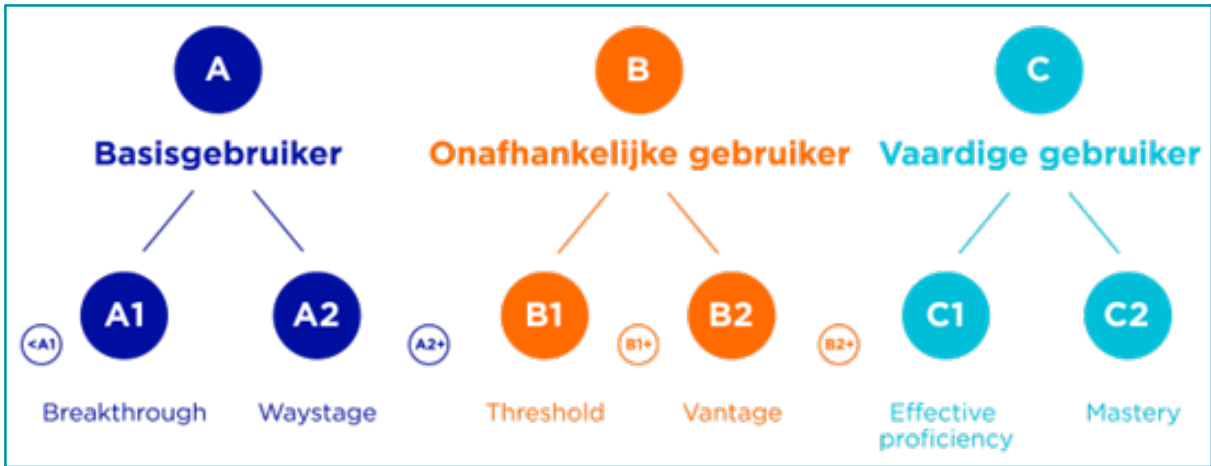 A
B
C
Basisgebruiker
Onafhankelijke gebruiker
Vaardige gebruiker
<A1
A1
A2
A2+
B1
B1+
B2
B2+
C1
C2
Breakthrough
Waystage
Threshold
Vantage
Effective
proficiency
Mastery